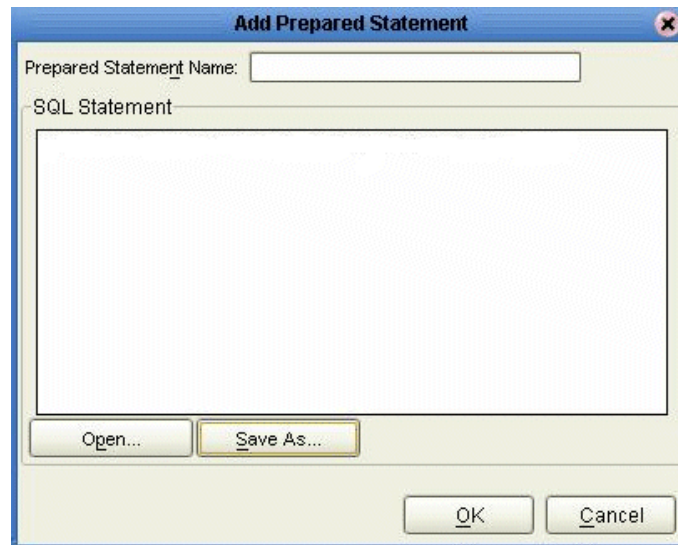 Add Prepared Statement
Prepared Statement Name:
SQL Statement
Open...
Save As...
OK
Cancel